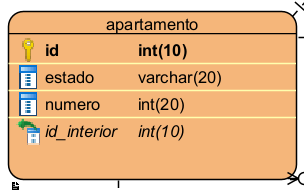 apartamento
id int(10)
estado varchar(20)
numero int(20)
id_interior int(10)